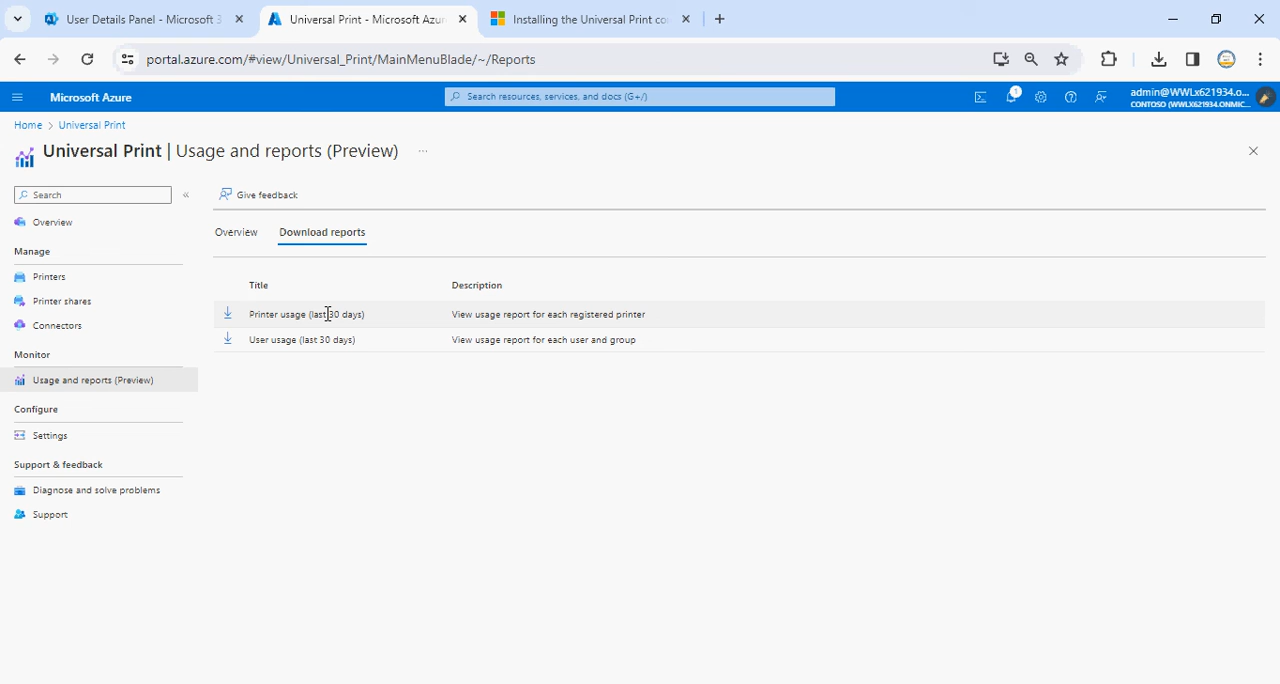 User Details Panel - Microsoft 3
Universal Print - Microsoft Azur
Installing the Universal Print co
portal.azure.com/#view/Universal_Print/MainMenuBlade/~/Reports
Microsoft Azure
Search resources, services, and docs (G+/)
1
admin@WWLx621934.o...
CONTOSO (WWLX621934.ONMIC...
Home > Universal Print
Universal Print | Usage and reports (Preview) ...
Search
«
Give feedback
Overview
Overview
Download reports
Manage
Printers
Printer shares
Connectors
Monitor
Usage and reports (Preview)
Configure
Settings
Support & feedback
Diagnose and solve problems
Support
Title
Description
Printer usage (last 30 days)
View usage report for each registered printer
User usage (last 30 days)
View usage report for each user and group